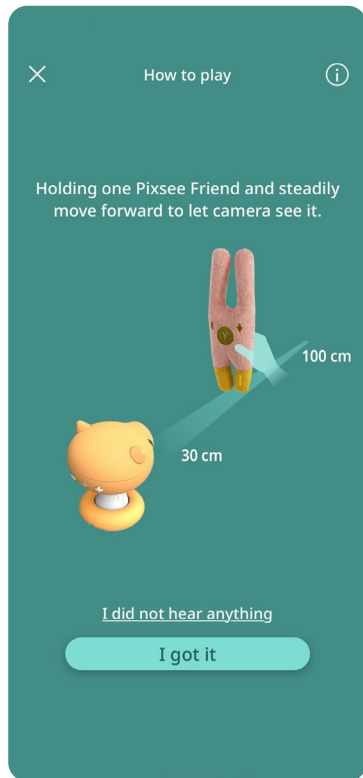 How to play
Holding one Pixsee Friend and steadily
move forward to let camera see it.
100 cm
30 cm
I did not hear anything
I got it